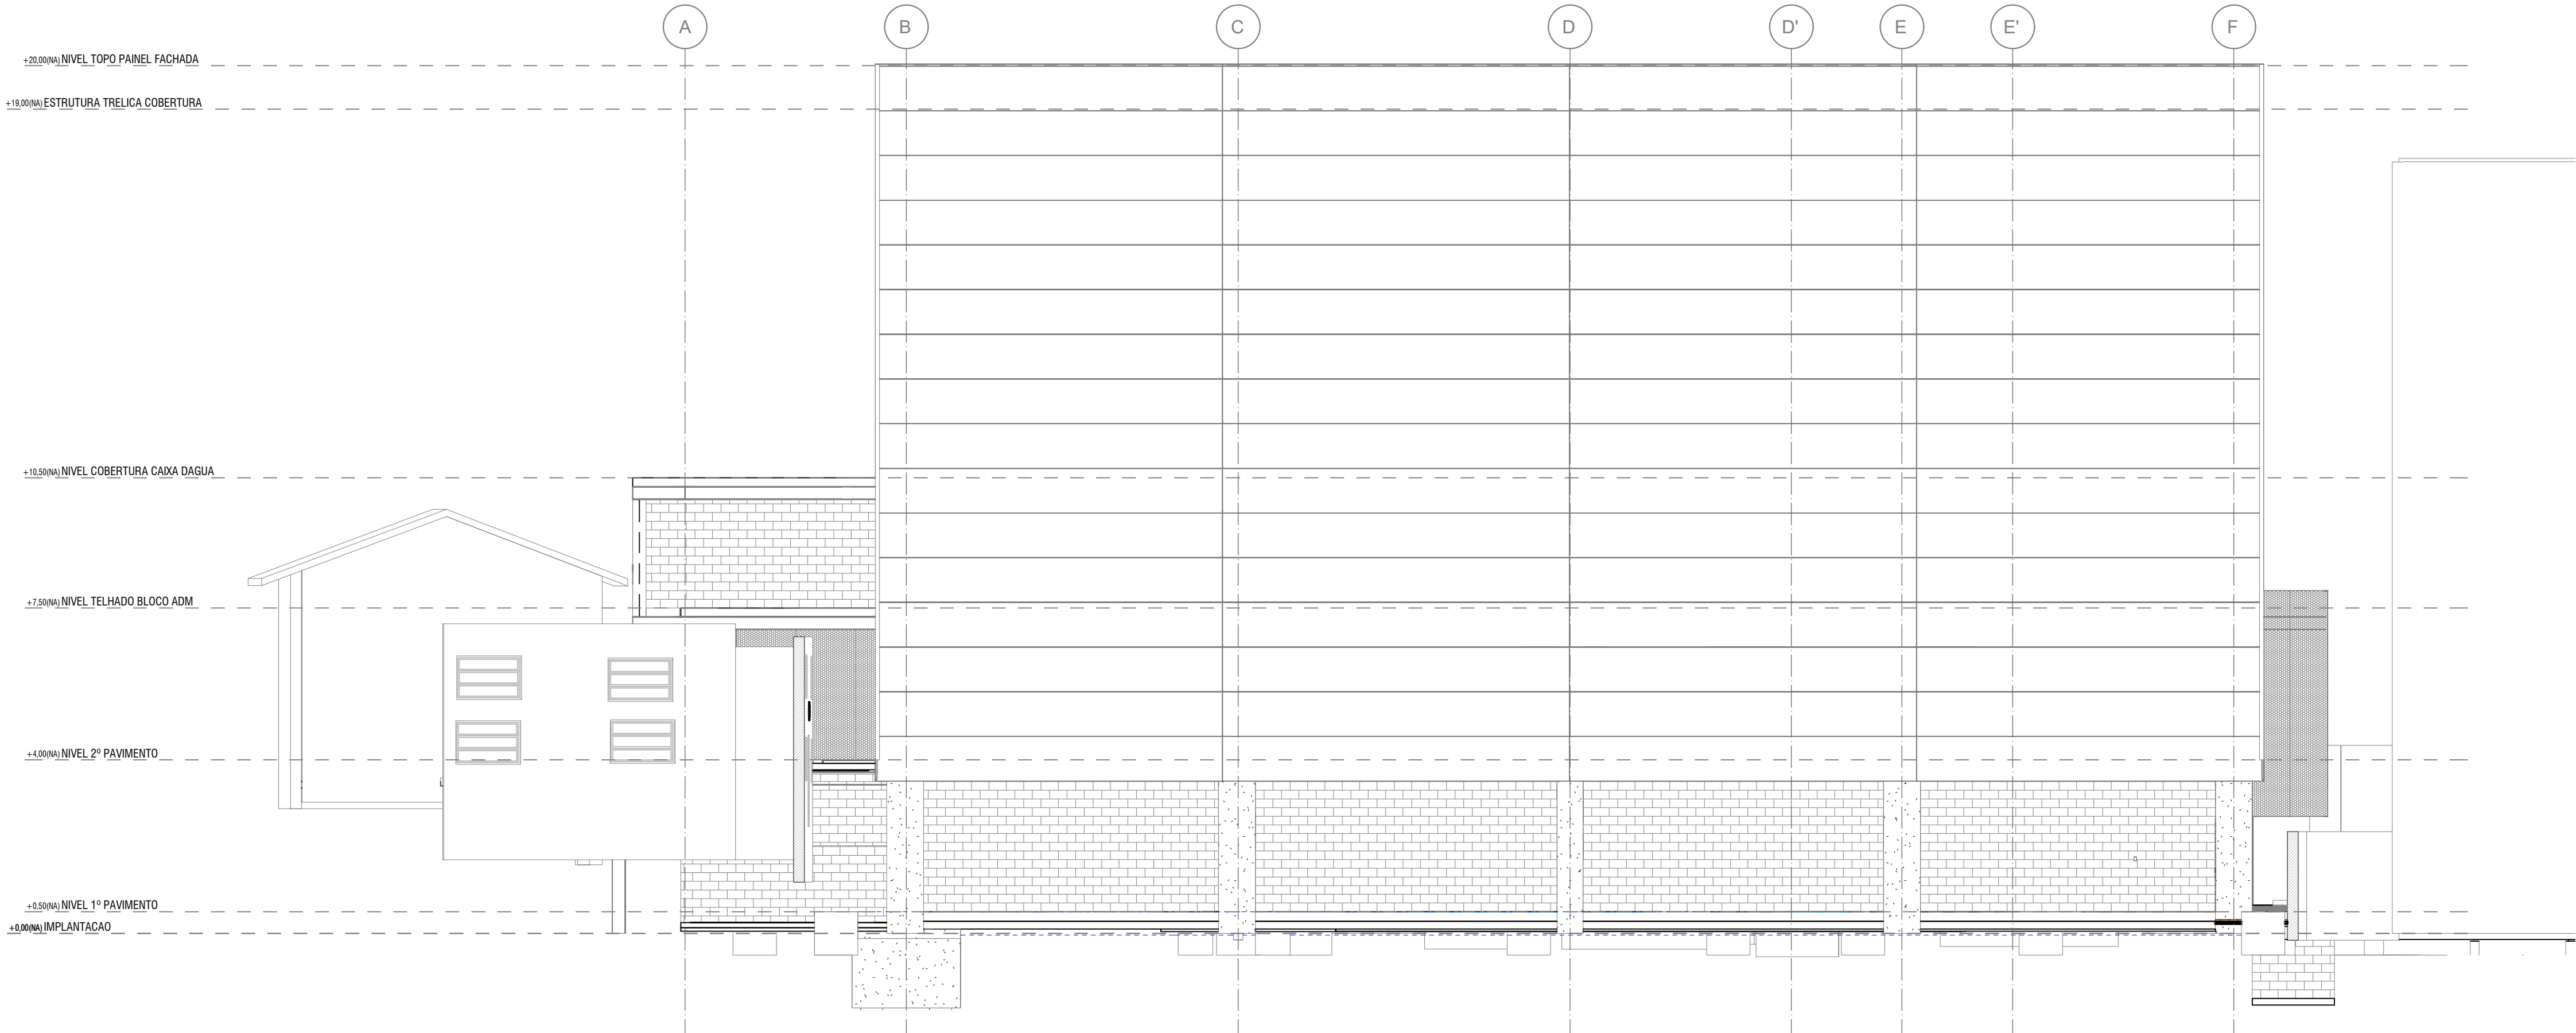 A B C D D' E E' F
+20,00(NA) NIVEL TOPO PAINEL FACHADA
+19,00(NA) ESTRUTURA TRELICA COBERTURA
+10,50(NA) NIVEL COBERTURA CAIXA DAGUA
+7,50(NA) NIVEL TELHADO BLOCO ADM
+4,00(NA) NIVEL 2º PAVIMENTO
+0,50(NA) NIVEL 1º PAVIMENTO
+0,00(NA) IMPLANTACAO